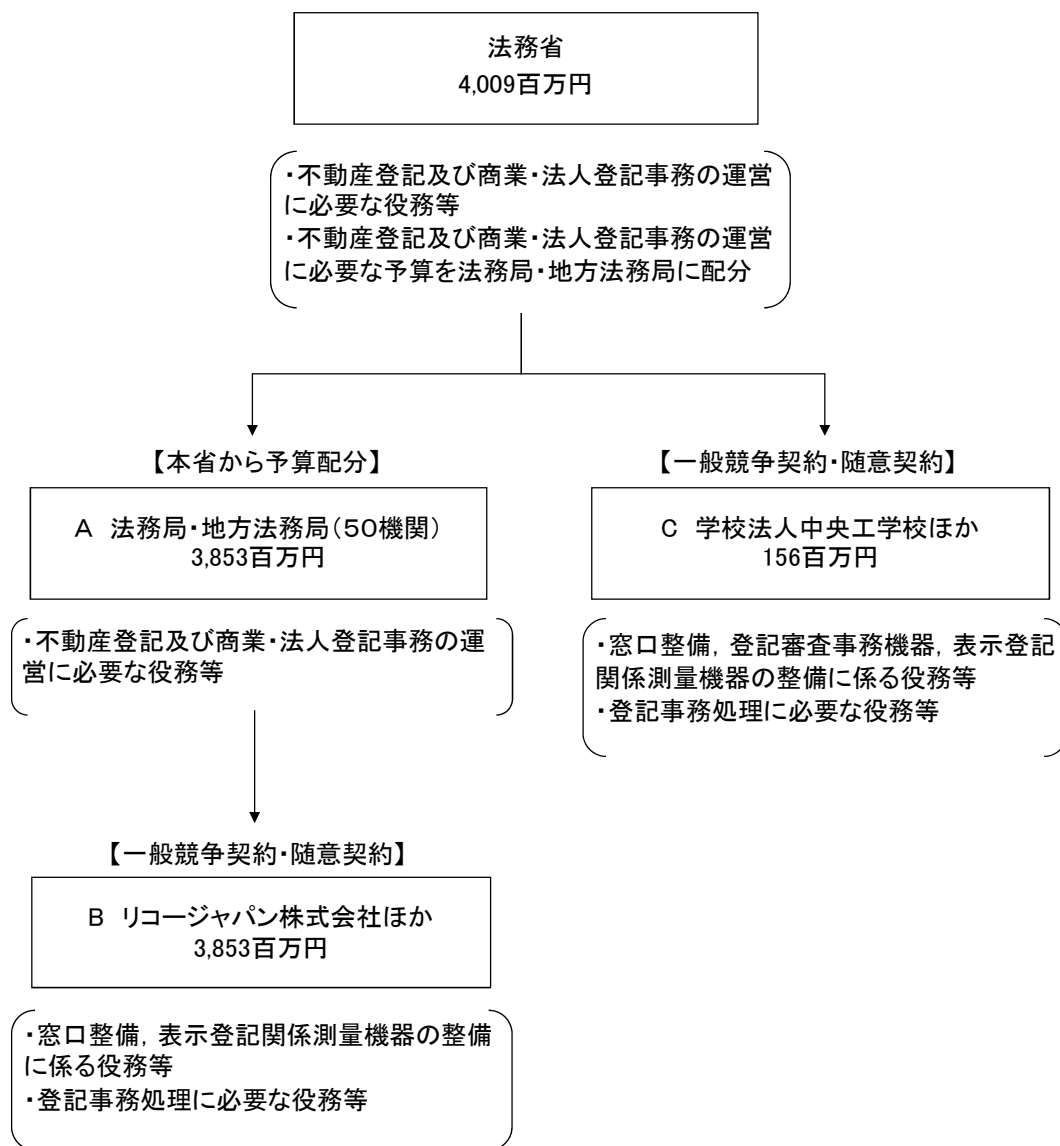 法務省
4,009百万円
・不動産登記及び商業・法人登記事務の運営
に必要な役務等
・不動産登記及び商業・法人登記事務の運営
に必要な予算を法務局・地方法務局に配分
【本省から予算配分】
A 法務局・地方法務局（５０機関）
3,853百万円
・不動産登記及び商業・法人登記事務の運
営に必要な役務等
【一般競争契約・随意契約】
C 学校法人中央工学校ほか
156百万円
・窓口整備，登記審査事務機器，表示登記
関係測量機器の整備に係る役務等
・登記事務処理に必要な役務等
【一般競争契約・随意契約】
B リコージャパン株式会社ほか
3,853百万円
・窓口整備，表示登記関係測量機器の整備
に係る役務等
・登記事務処理に必要な役務等